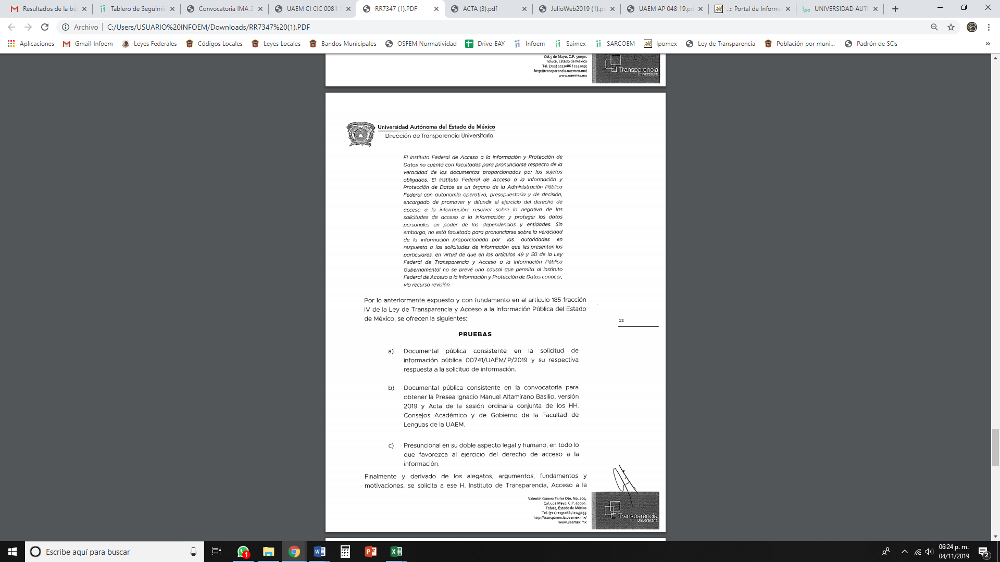 Resultados de la bú
Tablero de Seguimie
Convocatoria IMA 2
UAEM CI CIC 0081 1
RR7347 (1).PDF
ACTA (3).pdf
JulioWeb2019 (1).pd
UAEM AP 048 19.pd
..:: Portal de Informa
UNIVERSIDAD AUTÓ
Archivo
C:/Users/USUARIO%20INFOEM/Downloads/RR7347%20(1).PDF
Aplicaciones
Gmail-Infoem
Leyes Federales
Códigos Locales
Leyes Locales
Bandos Municipales
OSFEM Normatividad
Drive-EAY
Infoem
Saimex
SARCOEM
Ipomex
Ley de Transparencia
Población por muni...
Padrón de SOs
»
Col.5 de Mayo. C.P. 50090.
Toluca, Estado de México
Tel. (722) 2131086 / 2143055
http://transparencia.uaemex.mx/
www.uaemex.mx
Transparencia
Universitaria
Universidad Autónoma del Estado de México
Dirección de Transparencia Universitaria
El Instituto Federal de Acceso a la Información y Protección de
Datos no cuenta con facultades para pronunciarse respecto de la
veracidad de los documentos proporcionados por los sujetos
obligados. El Instituto Federal de Acceso a la Información y
Protección de Datos es un órgano de la Administración Pública
Federal con autonomía operativa, presupuestaria y de decisión,
encargado de promover y difundir el ejercicio del derecho de
acceso a la información; resolver sobre la negativa de las
solicitudes de acceso a la información; y proteger los datos
personales en poder de las dependencias y entidades. Sin
embargo, no está facultado para pronunciarse sobre la veracidad
de la información proporcionada por las autoridades en
respuesta a las solicitudes de información que les presentan los
particulares, en virtud de que en los artículos 49 y 50 de la Ley
Federal de Transparencia y Acceso a la Información Pública
Gubernamental no se prevé una causal que permita al Instituto
Federal de Acceso a la Información y Protección de Datos conocer,
vía recurso revisión.
Por lo anteriormente expuesto y con fundamento en el artículo 185 fracción
IV de la Ley de Transparencia y Acceso a la Información Pública del Estado
de México, se ofrecen la siguientes:
12
PRUEBAS
a) Documental pública consistente en la solicitud de
información pública 00741/UAEM/IP/2019 y su respectiva
respuesta a la solicitud de información.
b) Documental pública consistente en la convocatoria para
obtener la Presea Ignacio Manuel Altamirano Basilio, versión
2019 y Acta de la sesión ordinaria conjunta de los HH.
Consejos Académico y de Gobierno de la Facultad de
Lenguas de la UAEM.
c) Presuncional en su doble aspecto legal y humano, en todo lo
que favorezca al ejercicio del derecho de acceso a la
información.
Finalmente y derivado de los alegatos, argumentos, fundamentos y
motivaciones, se solicita a ese H. Instituto de Transparencia, Acceso a la
Valentín Gómez Farías Ote. No. 200,
Col.5 de Mayo. C.P. 50090.
Toluca, Estado de México
Tel. (722) 2131086 / 2143055
http://transparencia.uaemex.mx/
www.uaemex.mx
Transparencia
Universitaria
Escribe aquí para buscar
1
06:24 p. m.
04/11/2019
2